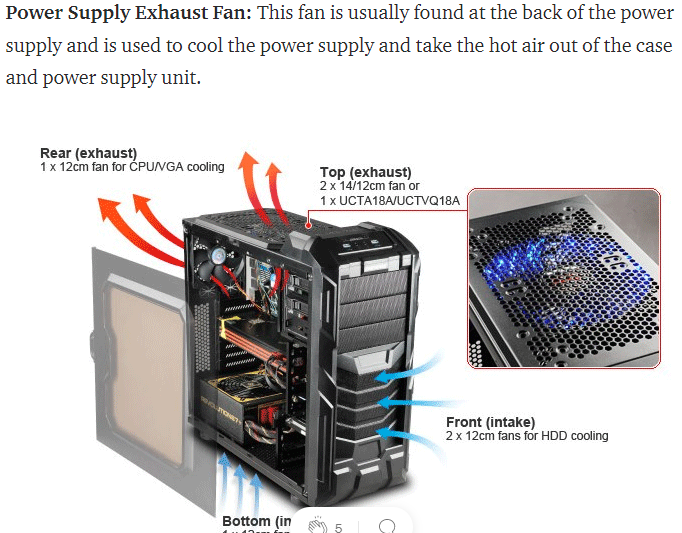 Power Supply Exhaust Fan: This fan is usually found at the back of the power
supply and is used to cool the power supply and take the hot air out of the case
and power supply unit.
Rear (exhaust)
1 x 12cm fan for CPU/VGA cooling
Top (exhaust)
2 x 14/12cm fan or
1 x UCTA18A/UCTVQ18A
REVOLUTION87+
Front (intake)
2 x 12cm fans for HDD cooling
Bottom (in
5